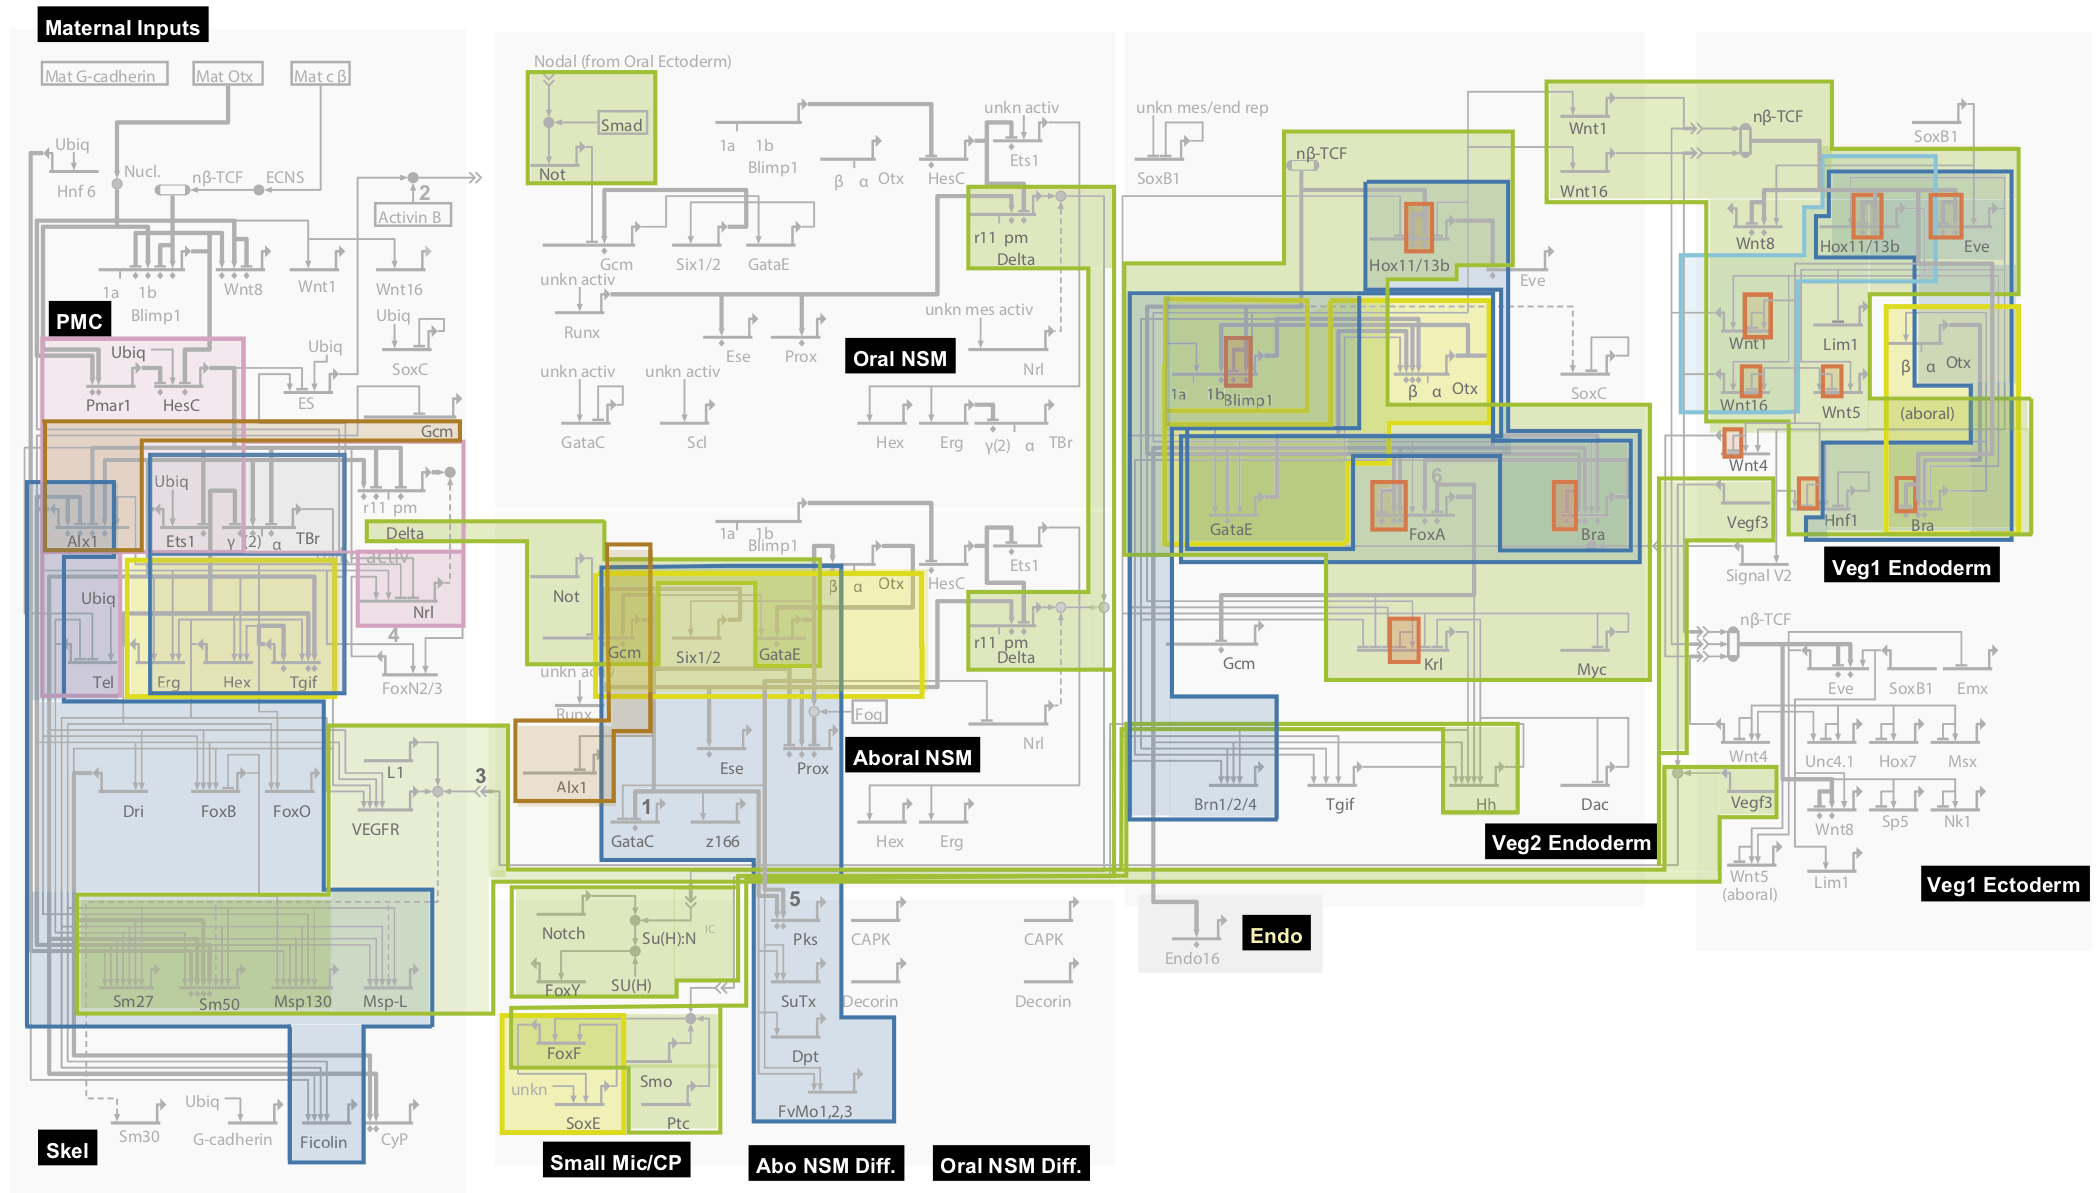 Maternal Inputs
Mat G-cadherin
Mat Otx
Mat c β
Ubiq
Hnf 6
Nucl.
nβ-TCF
ECNS
2
Activin B
1a
1b
Blimp1
Wnt8
Wnt1
Wnt16
PMC
Ubiq
Pmar1
HesC
Ubiq
ES
Ubiq
SoxC
Gcm
Alx1
Ubiq
Ets1
γ (2) α
TBr
r11 pm
Delta
activ
Nrl
4
Ubiq
Tel
Erg
Hex
Tgif
FoxN2/3
Dri
FoxB
FoxO
L1
VEGFR
3
Sm27
Sm50
Msp130
Msp-L
Skel
Sm30
Ubiq
G-cadherin
Ficolin
CyP
Nodal (from Oral Ectoderm)
Smad
Not
1a
1b
Blimp1
β α Otx
HesC
unkn activ
Ets1
r11 pm
Delta
Gcm
Six1/2
GataE
unkn activ
Runx
Ese
Prox
unkn mes activ
Nrl
Oral NSM
unkn activ
GataC
unkn activ
Scl
Hex
Erg
γ(2) α TBr
1a
1b
Blimp1
β α Otx
HesC
Ets1
Not
Gcm
Six1/2
GataE
r11 pm
Delta
unkn activ
Runx
Fog
Ese
Prox
Nrl
Aboral NSM
Alx1
1
GataC
z166
Hex
Erg
Notch
Su(H):N
IC
FoxY
SU(H)
FoxF
unkn
SoxE
Smo
Ptc
Small Mic/CP
5
Pks
SuTx
Dpt
FvMo1,2,3
Abo NSM Diff.
CAPK
Decorin
CAPK
Decorin
Oral NSM Diff.
unkn mes/end rep
SoxB1
nβ-TCF
Hox11/13b
Eve
1a
1b
Blimp1
β α Otx
SoxC
GataE
6
FoxA
Bra
Gcm
Krl
Myc
Brn1/2/4
Tgif
Hh
Dac
Veg2 Endoderm
Endo
Endo16
Wnt1
Wnt16
nβ-TCF
SoxB1
Wnt8
Hox11/13b
Eve
Wnt1
Lim1
β α Otx
Wnt16
Wnt5
(aboral)
Wnt4
Vegf3
Hnf1
Bra
Signal V2
Veg1 Endoderm
nβ-TCF
Eve
SoxB1
Emx
Wnt4
Unc4.1
Hox7
Msx
Vegf3
Wnt8
Sp5
Nk1
Wnt5
(aboral)
Lim1
Veg1 Ectoderm